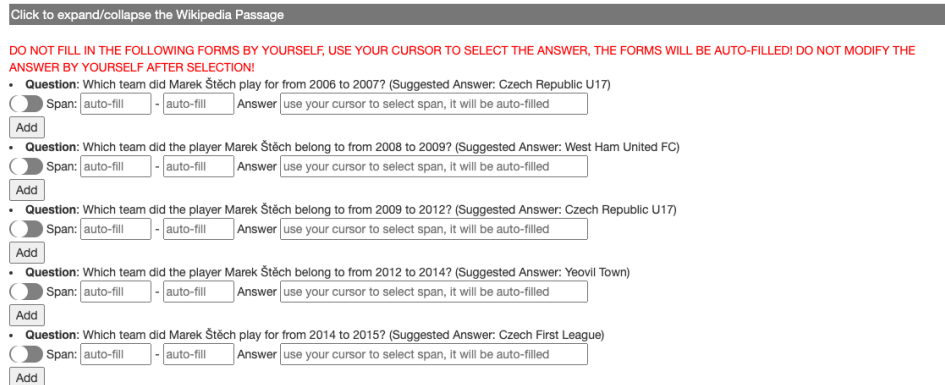 Click to expand/collapse the Wikipedia Passage
DO NOT FILL IN THE FOLLOWING FORMS BY YOURSELF, USE YOUR CURSOR TO SELECT THE ANSWER, THE FORMS WILL BE AUTO-FILLED! DO NOT MODIFY THE
ANSWER BY YOURSELF AFTER SELECTION!
• Question: Which team did Marek Štěch play for from 2006 to 2007? (Suggested Answer: Czech Republic U17)
Span: auto-fill - auto-fill Answer use your cursor to select span, it will be auto-filled
Add
• Question: Which team did the player Marek Štěch belong to from 2008 to 2009? (Suggested Answer: West Ham United FC)
Span: auto-fill - auto-fill Answer use your cursor to select span, it will be auto-filled
Add
• Question: Which team did the player Marek Štěch belong to from 2009 to 2012? (Suggested Answer: Czech Republic U17)
Span: auto-fill - auto-fill Answer use your cursor to select span, it will be auto-filled
Add
• Question: Which team did the player Marek Štěch belong to from 2012 to 2014? (Suggested Answer: Yeovil Town)
Span: auto-fill - auto-fill Answer use your cursor to select span, it will be auto-filled
Add
• Question: Which team did Marek Štěch play for from 2014 to 2015? (Suggested Answer: Czech First League)
Span: auto-fill - auto-fill Answer use your cursor to select span, it will be auto-filled
Add